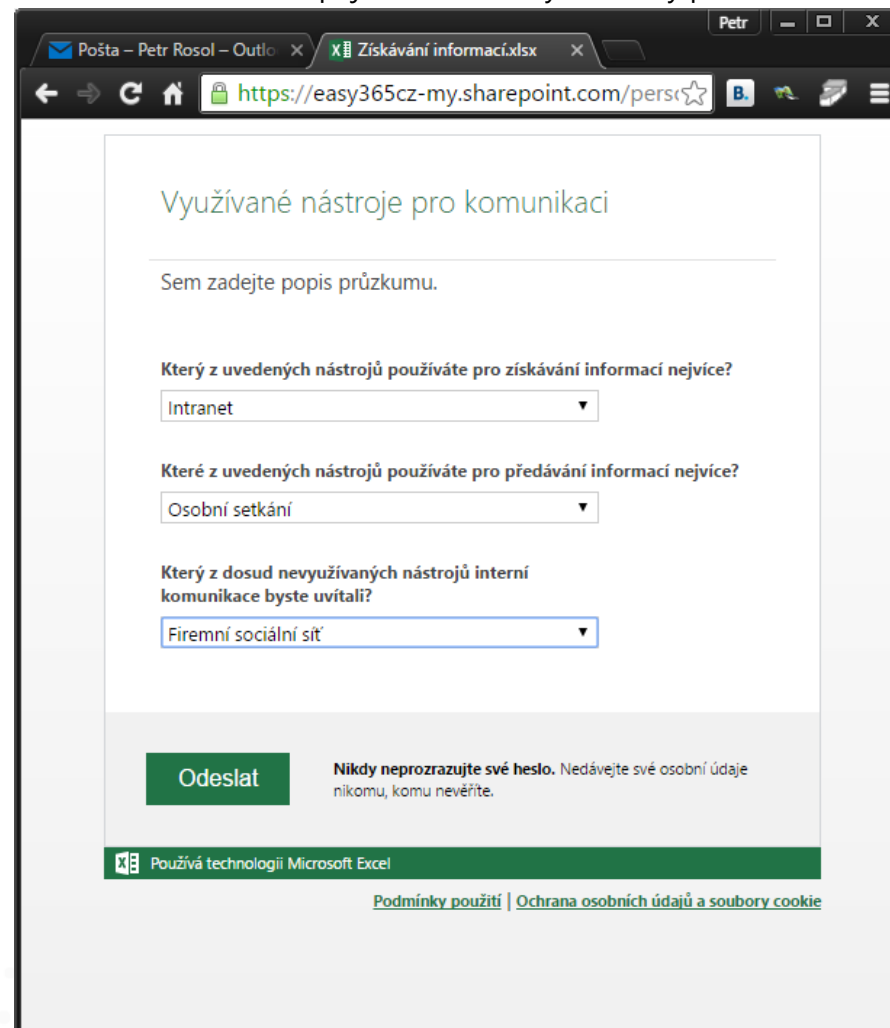 Petr
Pošta – Petr Rosol – Outlo
Získávání informací.xlsx
https://easy365cz-my.sharepoint.com/perso
B.
Využívané nástroje pro komunikaci
Sem zadejte popis průzkumu.
Který z uvedených nástrojů používáte pro získávání informací nejvíce?
Intranet
Které z uvedených nástrojů používáte pro předávání informací nejvíce?
Osobní setkání
Který z dosud nevyužívaných nástrojů interní
komunikace byste uvítali?
Firemní sociální síť
Odeslat
Nikdy neprozrazujte své heslo. Nedávejte své osobní údaje
nikomu, komu nevěříte.
Používá technologii Microsoft Excel
Podmínky použití | Ochrana osobních údajů a soubory cookie